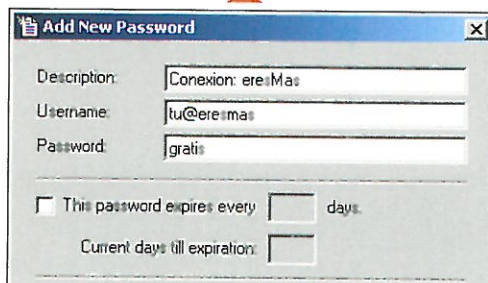 Add New Password
Description: Conexion: eresMas
Username: tu@eresmas
Password: gratis
This password expires every days.
Current days till expiration: